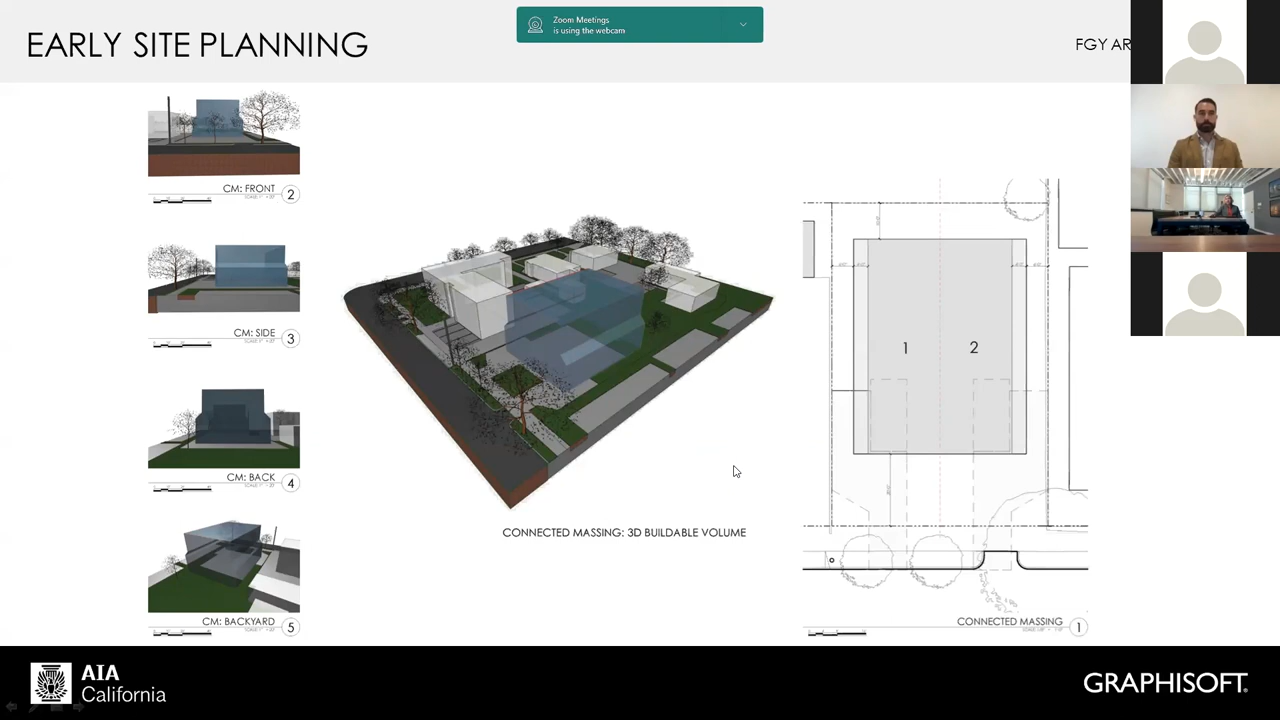 EARLY SITE PLANNING
Zoom Meetings
is using the webcam
FGY AR
CM: FRONT
2
CM: SIDE
3
CM: BACK
4
CM: BACKYARD
5
CONNECTED MASSING: 3D BUILDABLE VOLUME
1
2
CONNECTED MASSING
1
AIA
California
GRAPHISOFT.